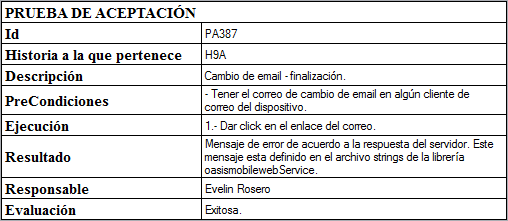 PRUEBA DE ACEPTACIÓN
Id PA387
Historia a la que pertenece H9A
Descripción Cambio de email - finalización.
PreCondiciones - Tener el correo de cambio de email en algún cliente de
correo del dispositivo.
Ejecución 1.- Dar click en el enlace del correo.
Resultado Mensaje de error de acuerdo a la respuesta del servidor. Este
mensaje esta definido en el archivo strings de la librería
oasismobilewebService.
Responsable Evelin Rosero
Evaluación Exitosa.